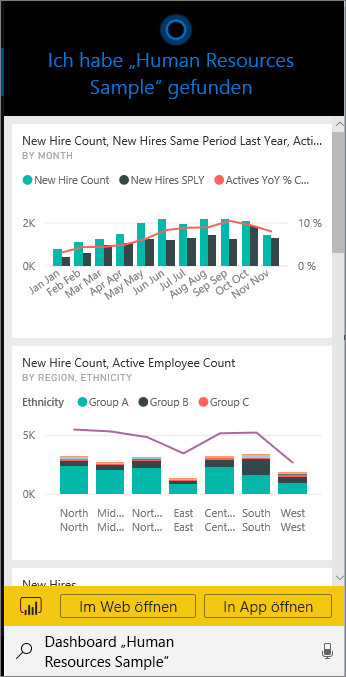 Ich habe „Human Resources
Sample“ gefunden
New Hire Count, New Hires Same Period Last Year, Acti...
BY MONTH
New Hire Count New Hires SPLY Actives YoY % C...
2K 10 %
0K 0 %
Jan Jan Feb Feb Mar Mar Apr Apr May May Jun Jun Jul Jul Aug Aug Sep Sep Oct Oct Nov Nov
New Hire Count, Active Employee Count
BY REGION, ETHNICITY
Ethnicity Group A Group B Group C
5K
0K
North Mid... Nort... East Cent... South West
North Mid... Nort... East Cent... South West
New Hires
Im Web öffnen In App öffnen
Dashboard „Human
Resources Sample“